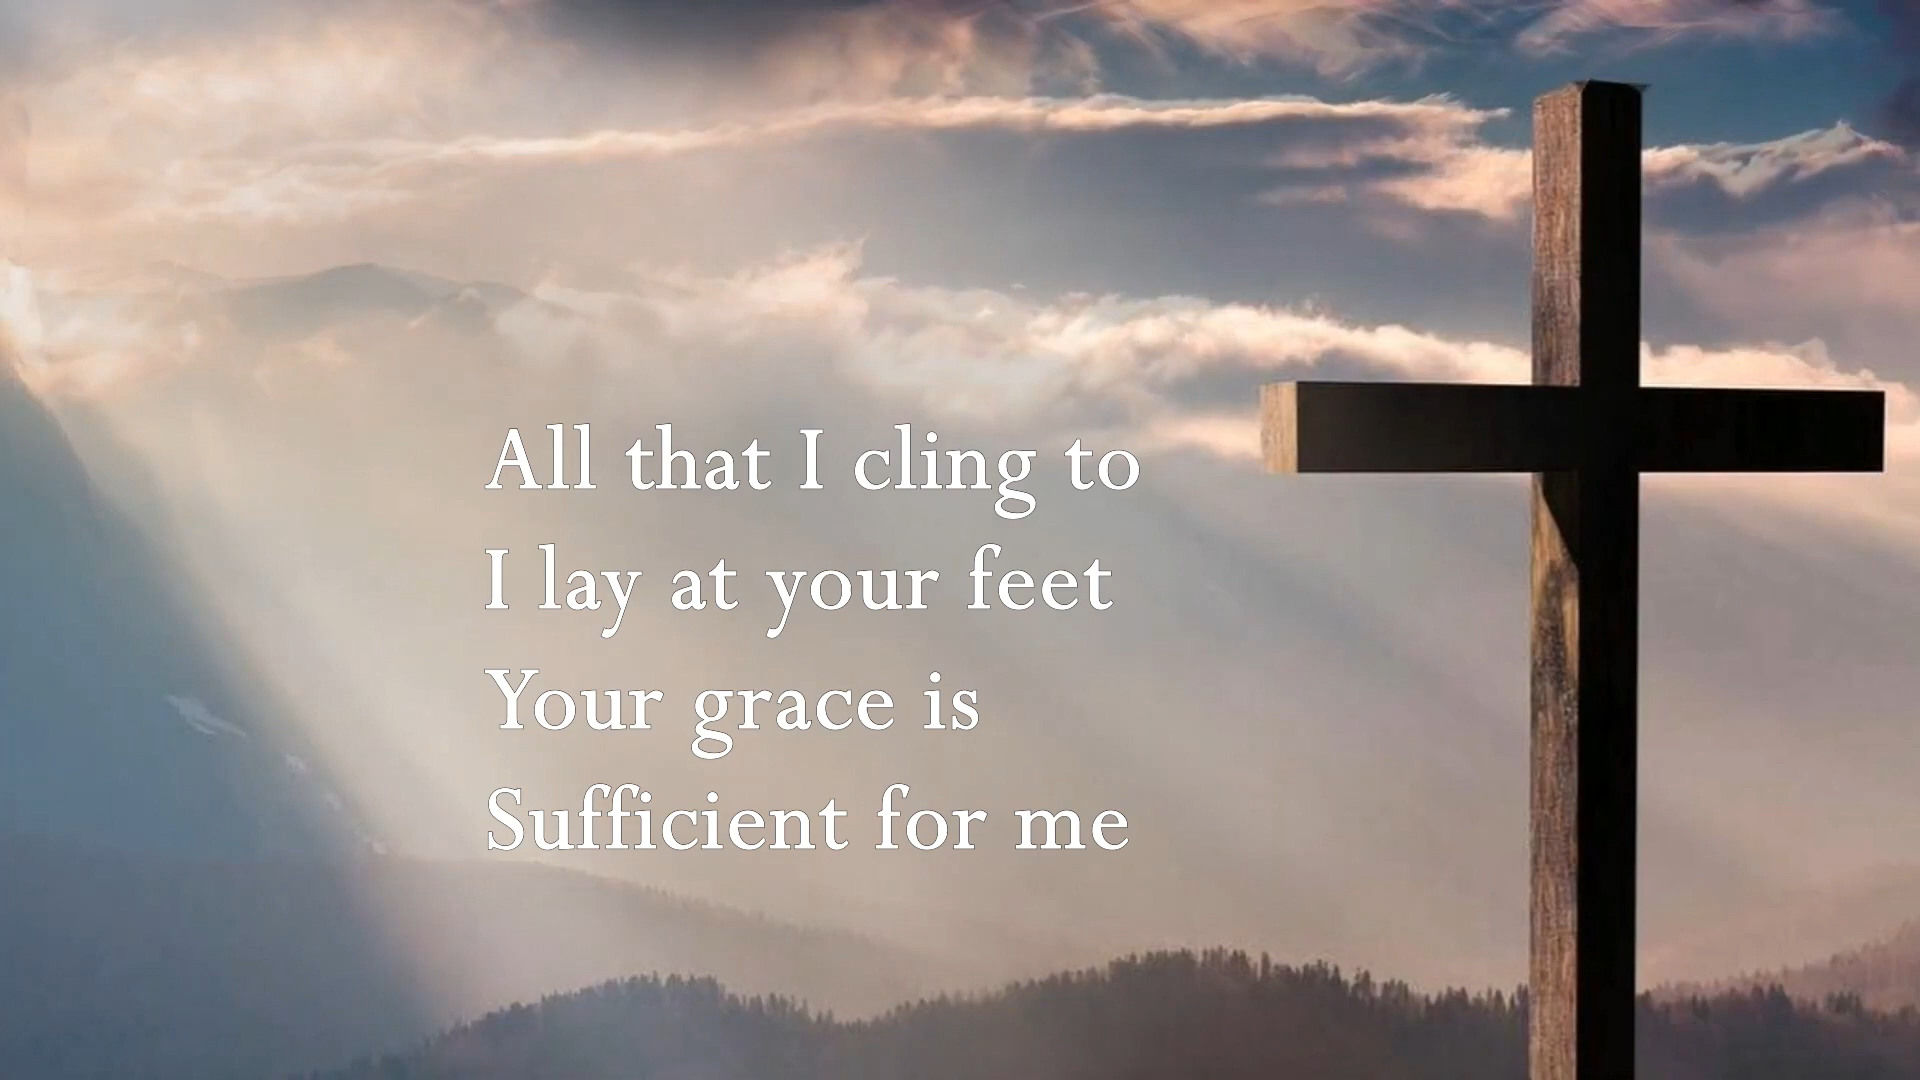 All that I cling to
I lay at your feet
Your grace is
Sufficient for me